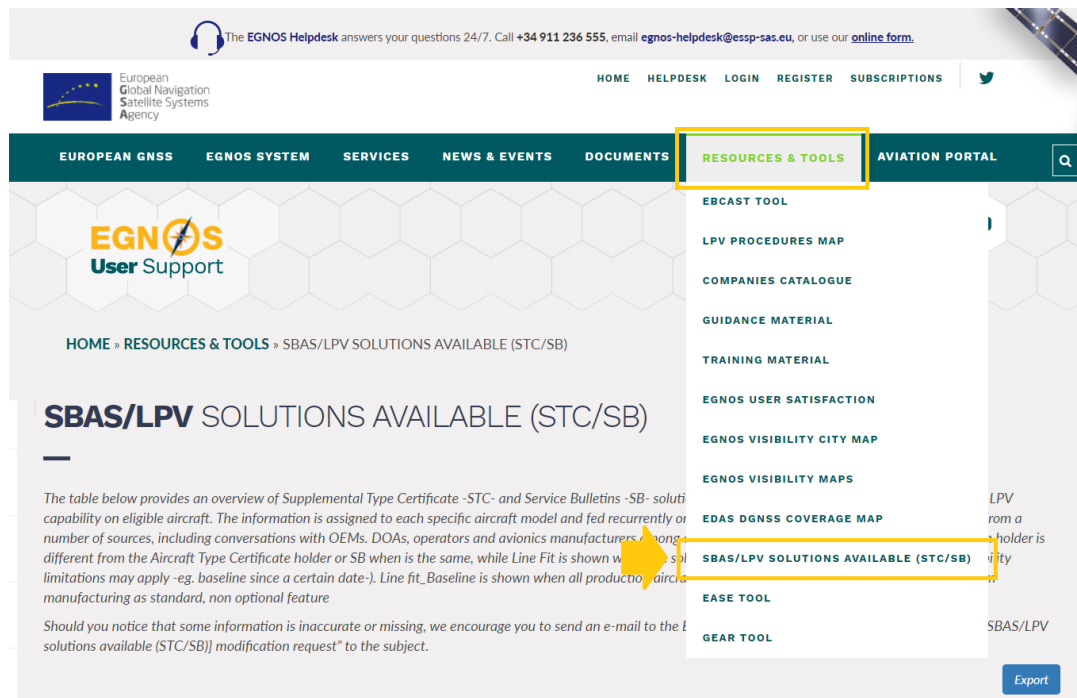 The EGNOS Helpdesk answers your questions 24/7. Call +34 911 236 555, email egnos-helpdesk@essp-sas.eu, or use our online form.
European
Global Navigation
Satellite Systems
Agency
HOME HELPDESK LOGIN REGISTER SUBSCRIPTIONS
EUROPEAN GNSS EGNOS SYSTEM SERVICES NEWS & EVENTS DOCUMENTS RESOURCES & TOOLS AVIATION PORTAL
EGNOS
User Support
EBCAST TOOL
LPV PROCEDURES MAP
COMPANIES CATALOGUE
GUIDANCE MATERIAL
TRAINING MATERIAL
EGNOS USER SATISFACTION
EGNOS VISIBILITY CITY MAP
EGNOS VISIBILITY MAPS
EDAS DGNSS COVERAGE MAP
SBAS/LPV SOLUTIONS AVAILABLE (STC/SB)
EASE TOOL
GEAR TOOL
HOME » RESOURCES & TOOLS » SBAS/LPV SOLUTIONS AVAILABLE (STC/SB)
SBAS/LPV SOLUTIONS AVAILABLE (STC/SB)
The table below provides an overview of Supplemental Type Certificate -STC- and Service Bulletins -SB- LPV
capability on eligible aircraft. The information is assigned to each specific aircraft model and fed recurrently from a
number of sources, including conversations with OEMs. DOAs, operators and avionics manufacturers holder is
different from the Aircraft Type Certificate holder or SB when is the same, while Line Fit is shown
limitations may apply -eg. baseline since a certain date-). Line fit_Baseline is shown when all production
manufacturing as standard, non optional feature
Should you notice that some information is inaccurate or missing, we encourage you to send an e-mail to the SBAS/LPV
solutions available (STC/SB)] modification request" to the subject.
Export